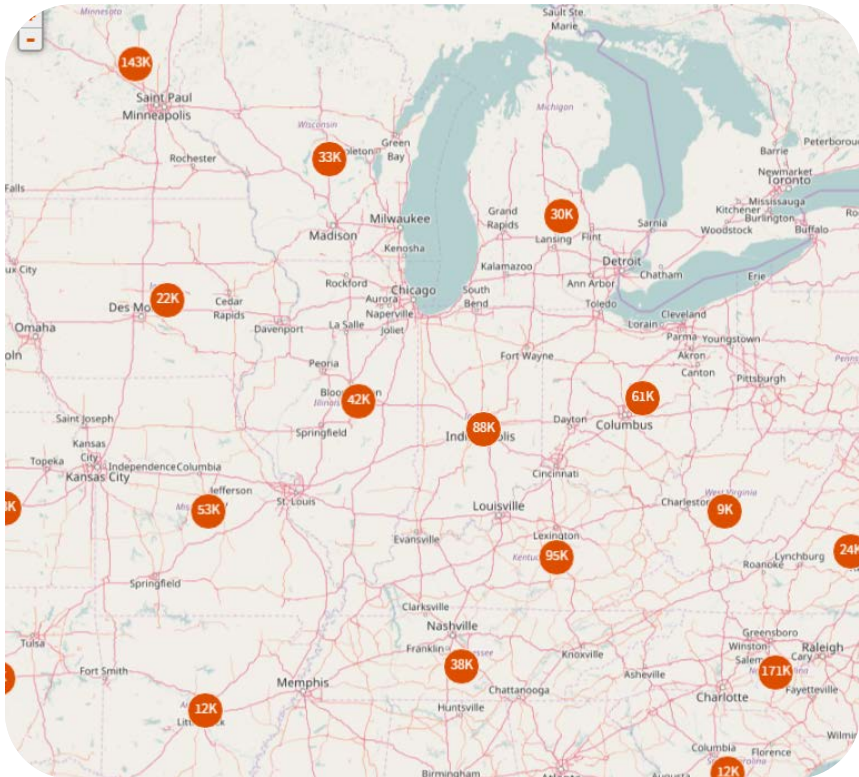 Minnesota
Sault Ste.
Marie
-
143K
Saint Paul
Minneapolis
Michigan
Wisconsin
Green
Bay
33K
Rochester
Barrie
Peterborou
Newmarket
Toronto
Falls
Mississauga
Kitchener
Burlington
Woodstock
Buffalo
Grand
Rapids
30K
Lansing
Flint
Sarnia
Milwaukee
Madison
Kenosha
Kalamazoo
Detroit
Chatham
Erie
ux City
Ann Arbor
Toledo
Rockford
Chicago
South
Bend
Aurora
Naperville
Joliet
22K
Des Mo
Cedar
Rapids
Davenport
La Salle
Omaha
oln
Cleveland
Lorain
Parma
Youngstown
Akron
Canton
Pittsburgh
Fort Wayne
Peoria
42K
Springfield
88K
Dayton
61K
Columbus
Cincinnati
Saint Joseph
Kansas
City
Topeka
Independence
Columbia
Kansas City
Jefferson
53K
St. Louis
Louisville
Evansville
Lexington
95K
Charleston
West Virginia
9K
24K
Lynchburg
Roanoke
Springfield
Clarksville
Nashville
Franklin
38K
Knoxville
Chattanooga
Huntsville
Asheville
Greensboro
Winston
Salem
Raleigh
Cary
171K
Fayetteville
Charlotte
Tulsa
Fort Smith
Memphis
12K
Birmingham
Atlanta
Augusta
Columbia
Florence
12K
Wilmin